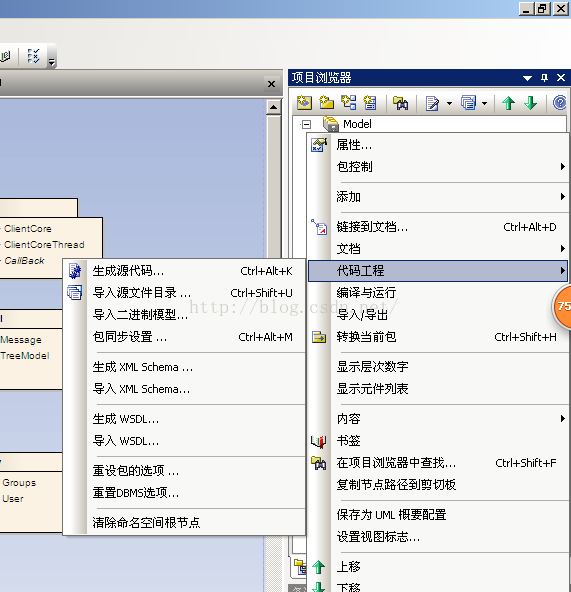 项目浏览器
Model
属性...
包控制
添加
链接到文档... Ctrl+Alt+D
文档
代码工程
编译与运行
导入/导出
转换当前包 Ctrl+Shift+H
显示层次数字
显示元件列表
内容
书签
在项目浏览器中查找... Ctrl+Shift+F
复制节点路径到剪切板
保存为 UML 概要配置
设置视图标志...
上移
下移
生成源代码... Ctrl+Alt+K
导入源文件目录 ... Ctrl+Shift+U
导入二进制模型...
包同步设置 ... Ctrl+Alt+M
生成 XML Schema ...
导入 XML Schema...
生成 WSDL...
导入 WSDL...
重设包的选项 ...
重置DBMS选项...
清除命名空间根节点
ClientCore
ClientCoreThread
CallBack
Message
TreeModel
Groups
User
http://blog.csdn.net/
75